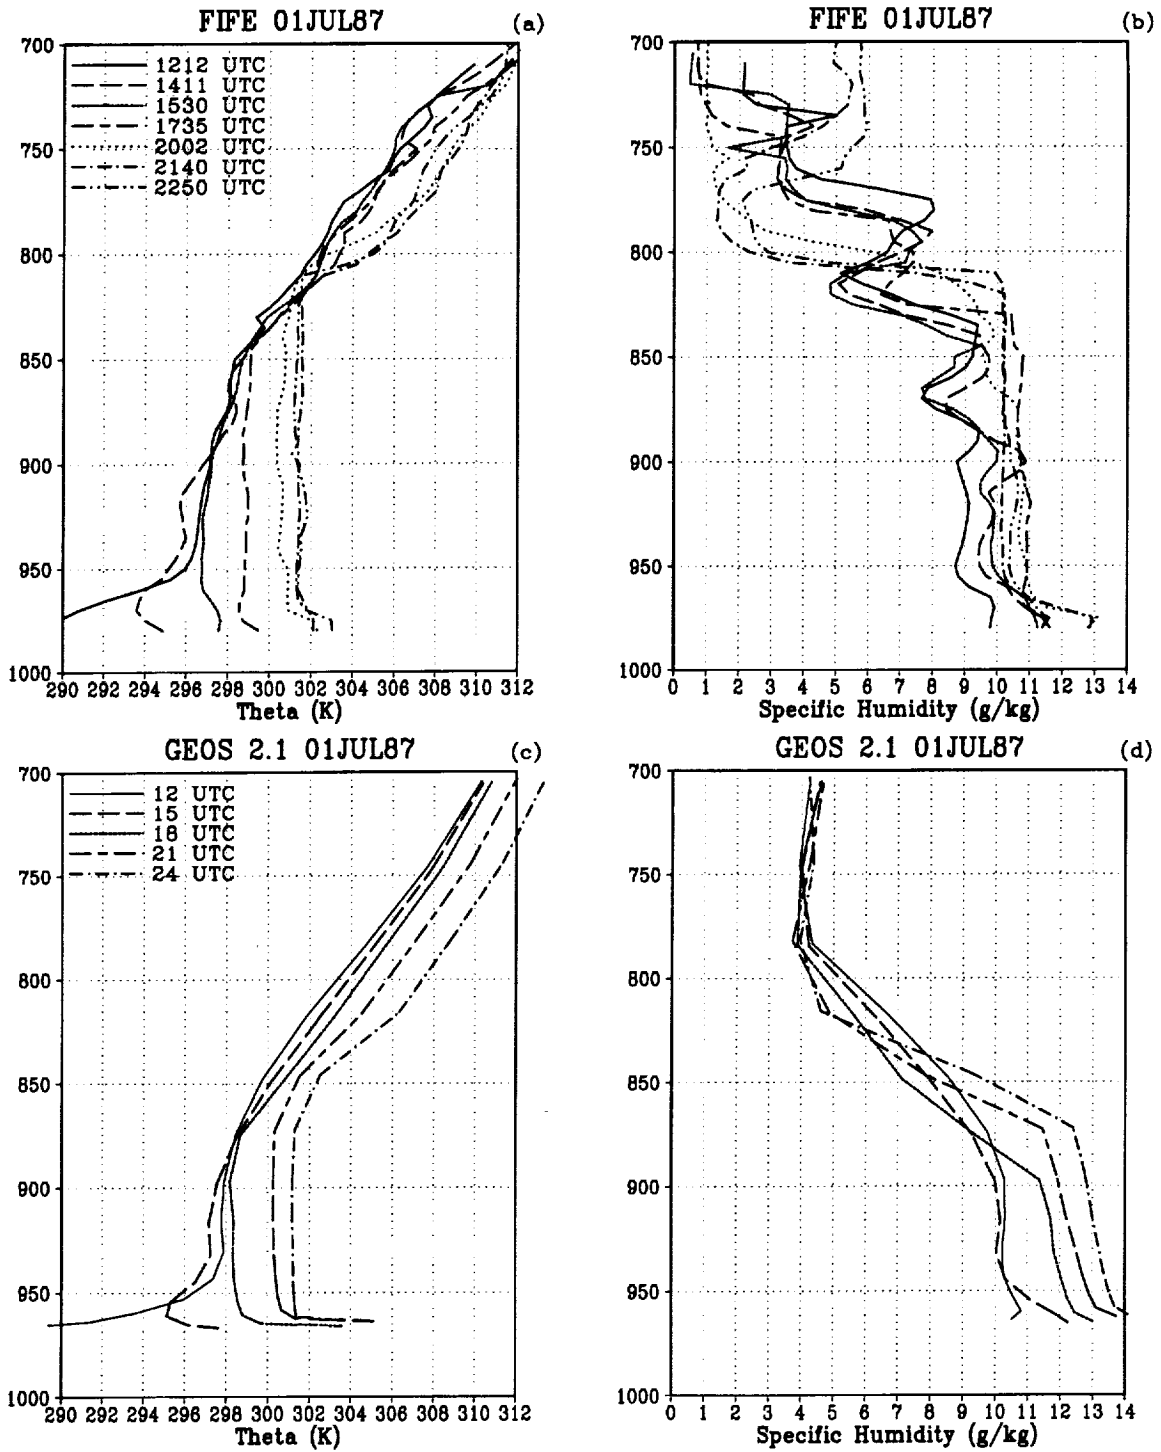 FIFE 01JUL87 (a)
700
750
800
850
900
950
1000
1212 UTC
1411 UTC
1530 UTC
1735 UTC
2002 UTC
2140 UTC
2250 UTC
290 292 294 296 298 300 302 304 306 308 310 312
Theta (K)
FIFE 01JUL87 (b)
700
750
800
850
900
950
1000
0 1 2 3 4 5 6 7 8 9 10 11 12 13 14
Specific Humidity (g/kg)
GEOS 2.1 01JUL87 (c)
700
750
800
850
900
950
1000
12 UTC
15 UTC
18 UTC
21 UTC
24 UTC
290 292 294 296 298 300 302 304 306 308 310 312
Theta (K)
GEOS 2.1 01JUL87 (d)
700
750
800
850
900
950
1000
0 1 2 3 4 5 6 7 8 9 10 11 12 13 14
Specific Humidity (g/kg)